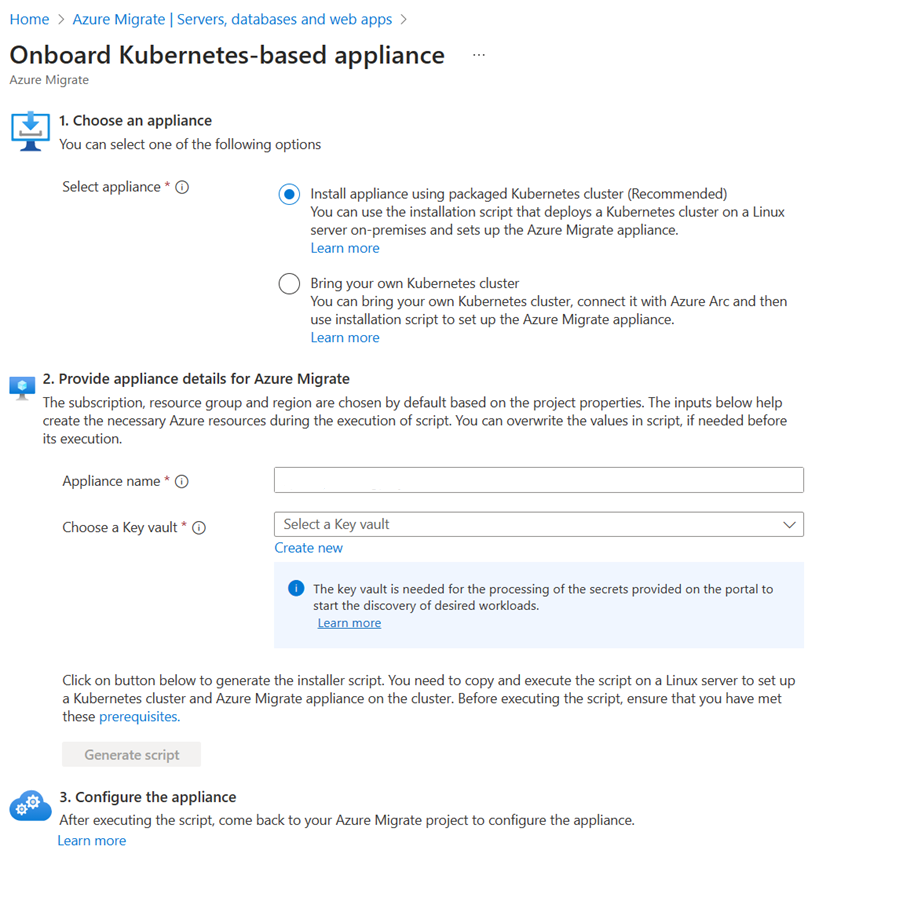 Home > Azure Migrate | Servers, databases and web apps >
Onboard Kubernetes-based appliance ...
Azure Migrate
1. Choose an appliance
You can select one of the following options
Select appliance *
Install appliance using packaged Kubernetes cluster (Recommended)
You can use the installation script that deploys a Kubernetes cluster on a Linux
server on-premises and sets up the Azure Migrate appliance.
Learn more
Bring your own Kubernetes cluster
You can bring your own Kubernetes cluster, connect it with Azure Arc and then
use installation script to set up the Azure Migrate appliance.
Learn more
2. Provide appliance details for Azure Migrate
The subscription, resource group and region are chosen by default based on the project properties. The inputs below help
create the necessary Azure resources during the execution of script. You can overwrite the values in script, if needed before
its execution.
Appliance name *
Choose a Key vault *
Select a Key vault
Create new
The key vault is needed for the processing of the secrets provided on the portal to
start the discovery of desired workloads.
Learn more
Click on button below to generate the installer script. You need to copy and execute the script on a Linux server to set up
a Kubernetes cluster and Azure Migrate appliance on the cluster. Before executing the script, ensure that you have met
these prerequisites.
Generate script
3. Configure the appliance
After executing the script, come back to your Azure Migrate project to configure the appliance.
Learn more